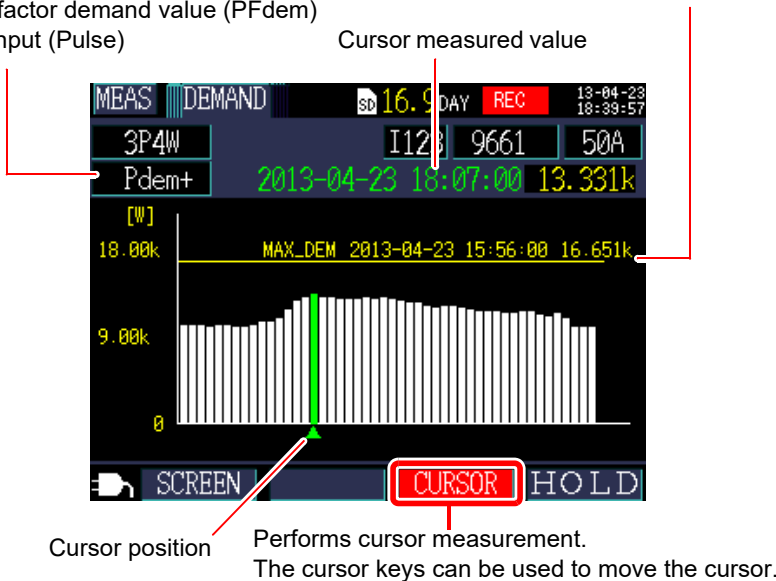 factor demand value (PFdem)
nput (Pulse)
Cursor measured value
MEAS DEMAND SD 16.9DAY REC 13-04-23
18:39:57
3P4W I123 9661 50A
Pdem+ 2013-04-23 18:07:00 13.331k
[W]
18.00k MAX_DEM 2013-04-23 15:56:00 16.651k
9.00k
0
SCREEN CURSOR HOLD
Cursor position
Performs cursor measurement.
The cursor keys can be used to move the cursor.